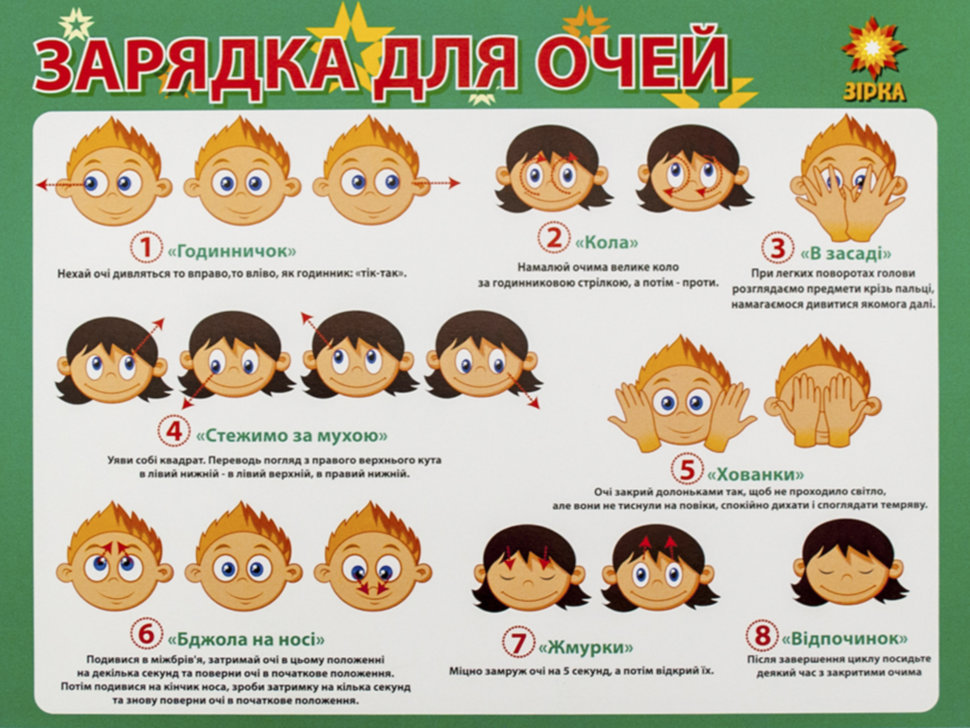 ЗАРЯДКА ДЛЯ ОЧЕЙ
ЗІРКА
1 «Годинничок»
Нехай очі дивляться то вправо,то вліво, як годинник: «тік-так».
2 «Кола»
Намалюй очима велике коло
за годинниковою стрілкою, а потім - проти.
3 «В засаді»
При легких поворотах голови
розглядаємо предмети крізь пальці,
намагаємося дивитися якомога далі.
4 «Стежимо за мухою»
Уяви собі квадрат. Переводь погляд з правого верхнього кута
в лівий нижній - в лівий верхній, в правий нижній.
5 «Хованки»
Очі закрий долоньками так, щоб не проходило світло,
але вони не тиснули на повіки, спокійно дихати і споглядати темряву.
6 «Бджола на носі»
Подивися в міжбрів'я, затримай очі в цьому положенні
на декілька секунд та поверни очі в початкове положення.
Потім подивися на кінчик носа, зроби затримку на кілька секунд
та знову поверни очі в початкове положення.
7 «Жмурки»
Міцно замруж очі на 5 секунд, а потім відкрий їх.
8 «Відпочинок»
Після завершення циклу посидьте
деякий час з закритими очима